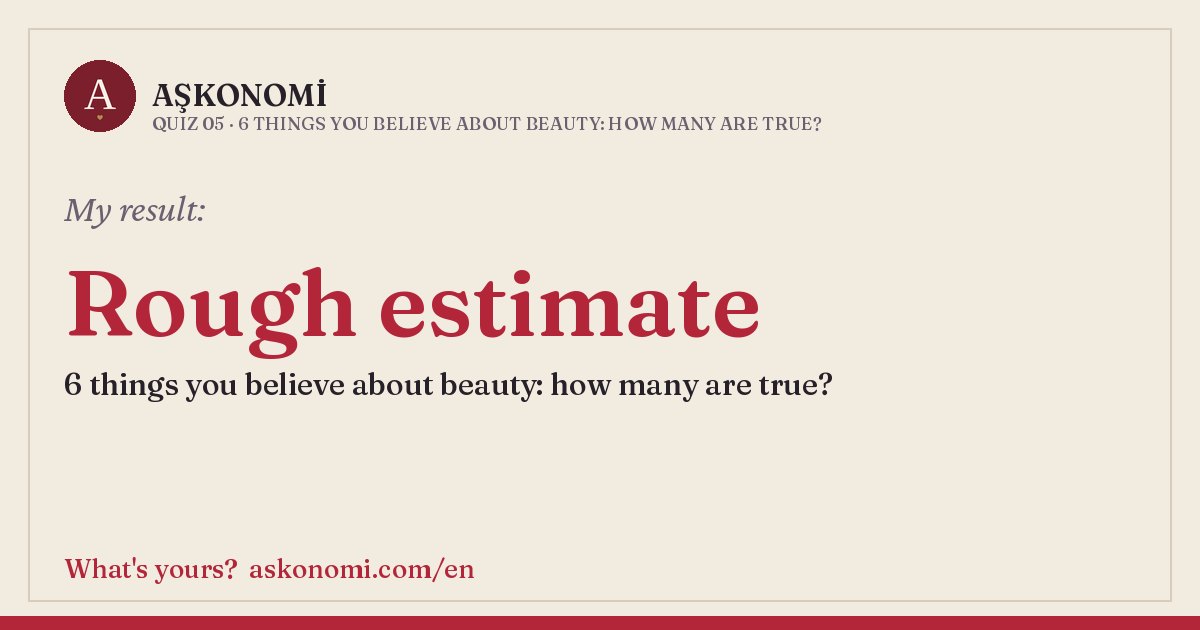 A
AŞKONOMİ
QUIZ 05 · 6 THINGS YOU BELIEVE ABOUT BEAUTY: HOW MANY ARE TRUE?
My result:
Rough estimate
6 things you believe about beauty: how many are true?
What's yours? askonomi.com/en